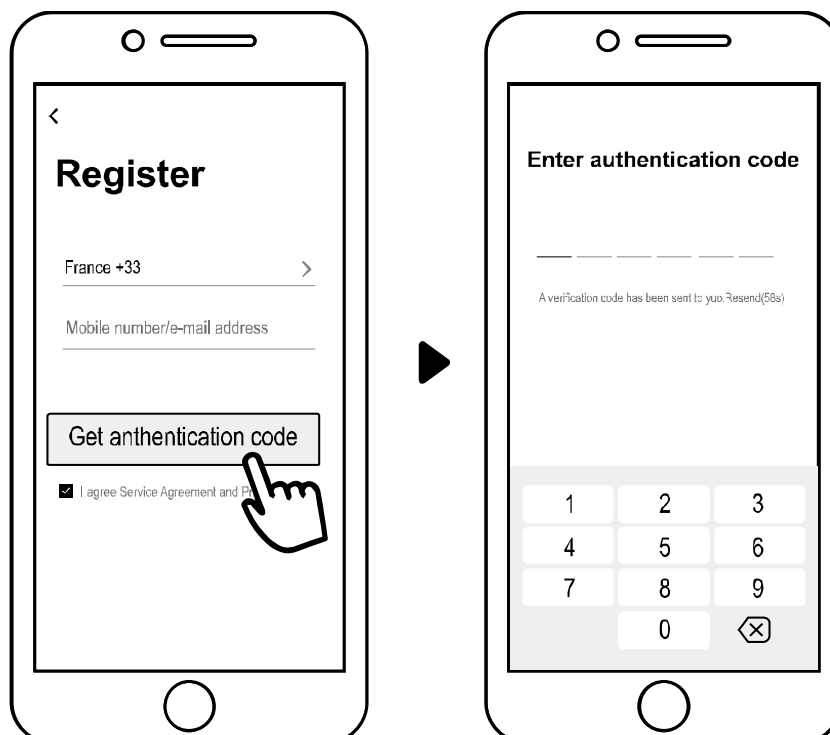 Register
France +33
Mobile number/e-mail address
Get anthentication code
I agree Service Agreement and
Enter authentication code
A verification code has been sent to yuo.Resend(58s)
1 2 3
4 5 6
7 8 9
0